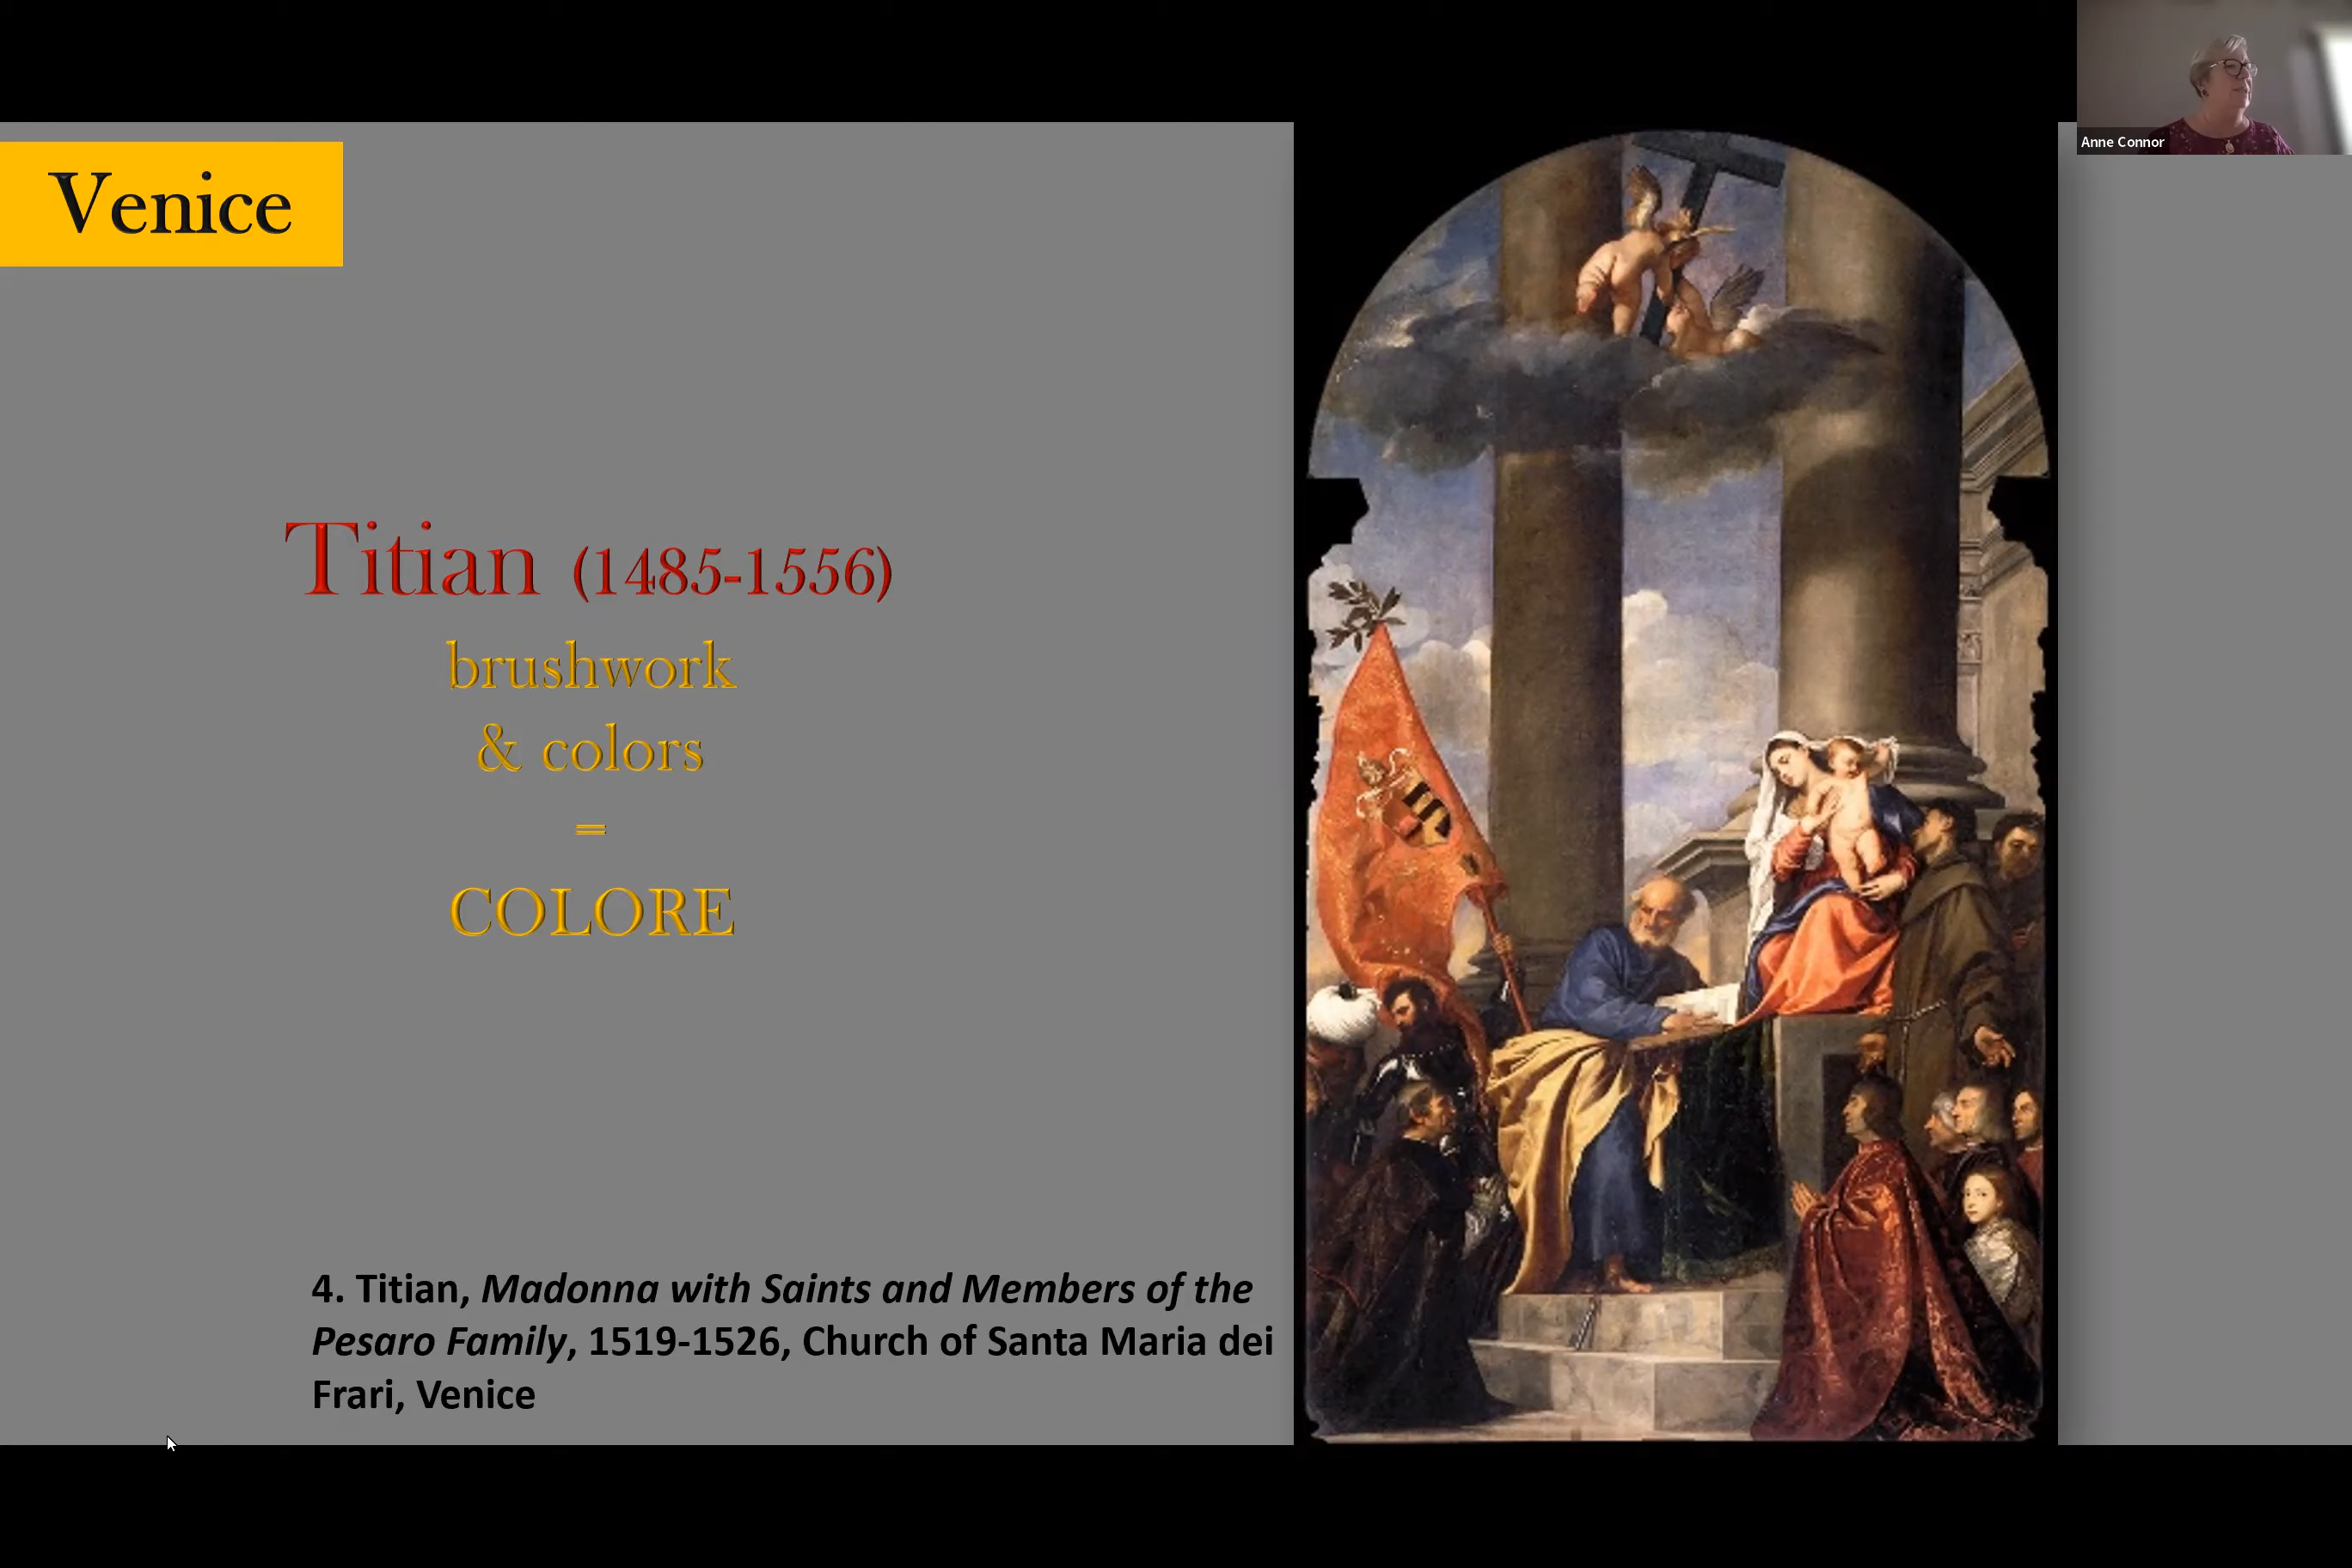 Venice
Anne Connor
Titian (1485-1556)
brushwork
& colors
=
COLORE
4. Titian, Madonna with Saints and Members of the
Pesaro Family, 1519-1526, Church of Santa Maria dei
Frari, Venice